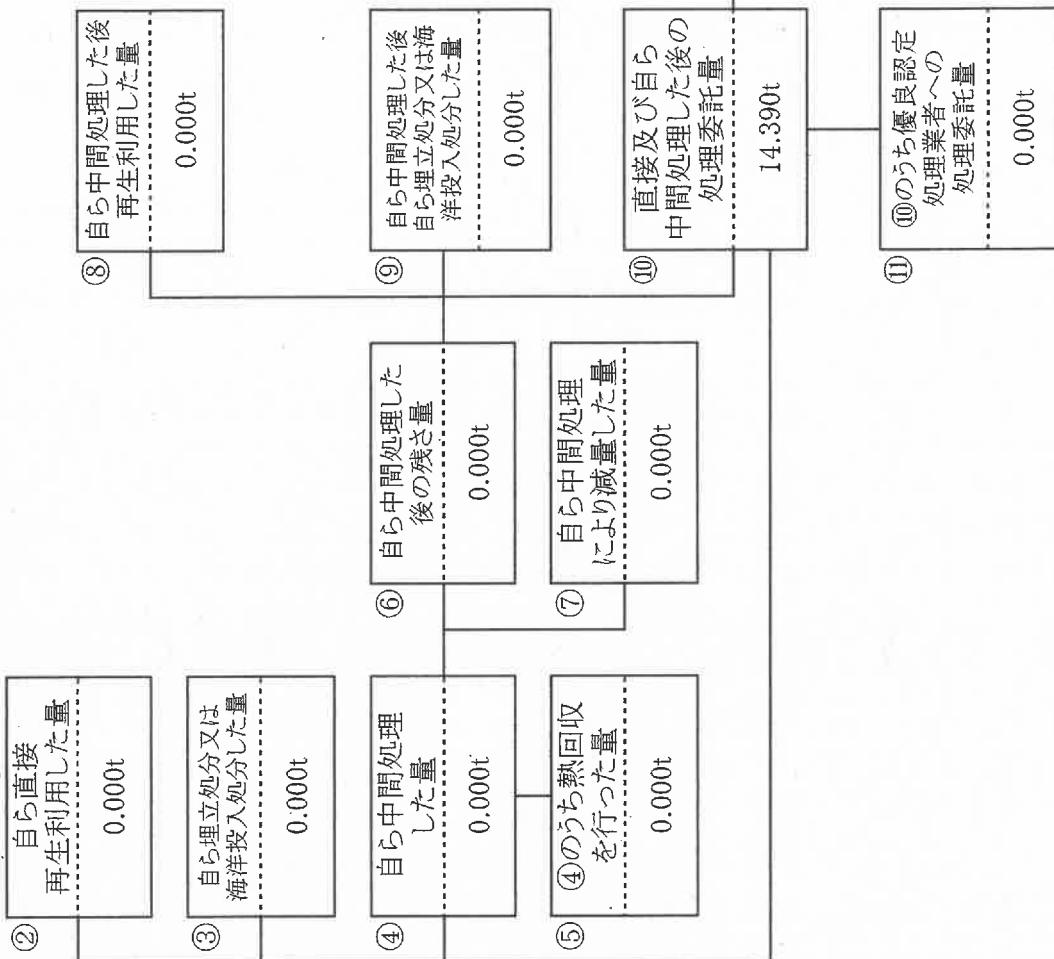 ②
自ら直接
再生利用した量
0.000t
③
自ら埋立処分又は
海洋投入処分した量
0.000t
④
自ら中間処理
した量
0.000t
⑤
④のうち熱回収
を行った量
0.000t
⑥
自ら中間処理した
後の残さ量
0.000t
⑦
自ら中間処理
により減量した量
0.000t
⑧
自ら中間処理した後
再生利用した量
0.000t
⑨
自ら中間処理した後
自ら埋立処分又は海
洋投入処分した量
0.000t
⑩
直接及び自ら
中間処理した後の
処理委託量
14.390t
⑪
⑩のうち優良認定
処理業者への
処理委託量
0.000t